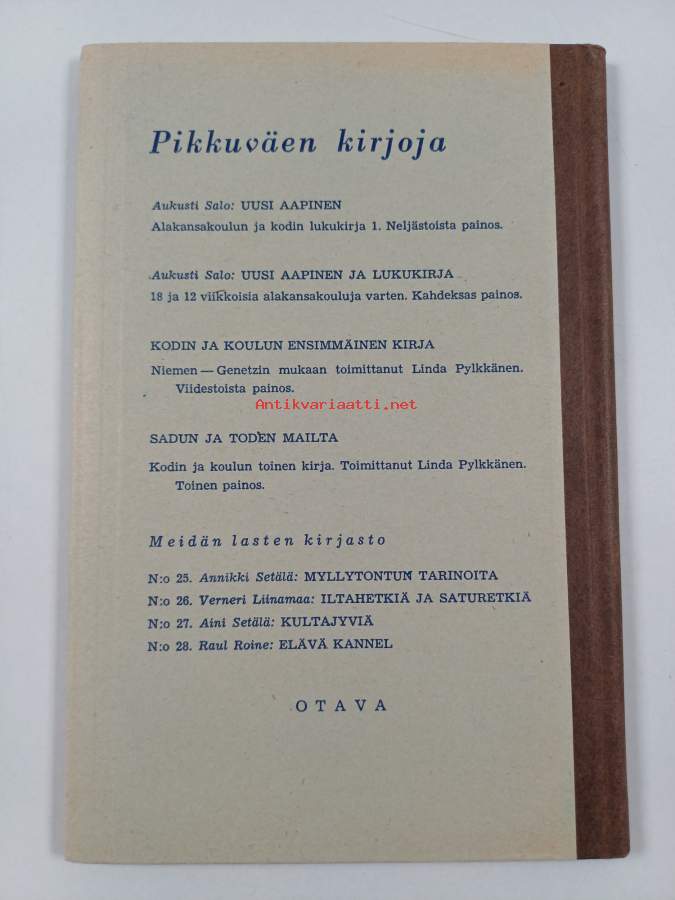 Pikkuväen kirjoja
Aukusti Salo: UUSI AAPINEN
Alakansakoulun ja kodin lukukirja 1. Neljästoista painos.
Aukusti Salo: UUSI AAPINEN JA LUKUKIRJA
18 ja 12 viikkoisia alakansakouluja varten. Kahdeksas painos.
KODIN JA KOULUN ENSIMMÄINEN KIRJA
Niemen — Genetzin mukaan toimittanut Linda Pylkkänen.
Viidestoista painos.
Antikvariaatti.net
SADUN JA TODEN MAILTA
Kodin ja koulun toinen kirja. Toimittanut Linda Pylkkänen.
Toinen painos.
Meidän lasten kirjasto
N:o 25. Annikki Setälä: MYLLYTONTUN TARINOITA
N:o 26. Verneri Liinamaa: ILTAHETKIÄ JA SATURETKIÄ
N:o 27. Aini Setälä: KULTAJYVIÄ
N:o 28. Raul Roine: ELÄVÄ KANNEL
OTAVA